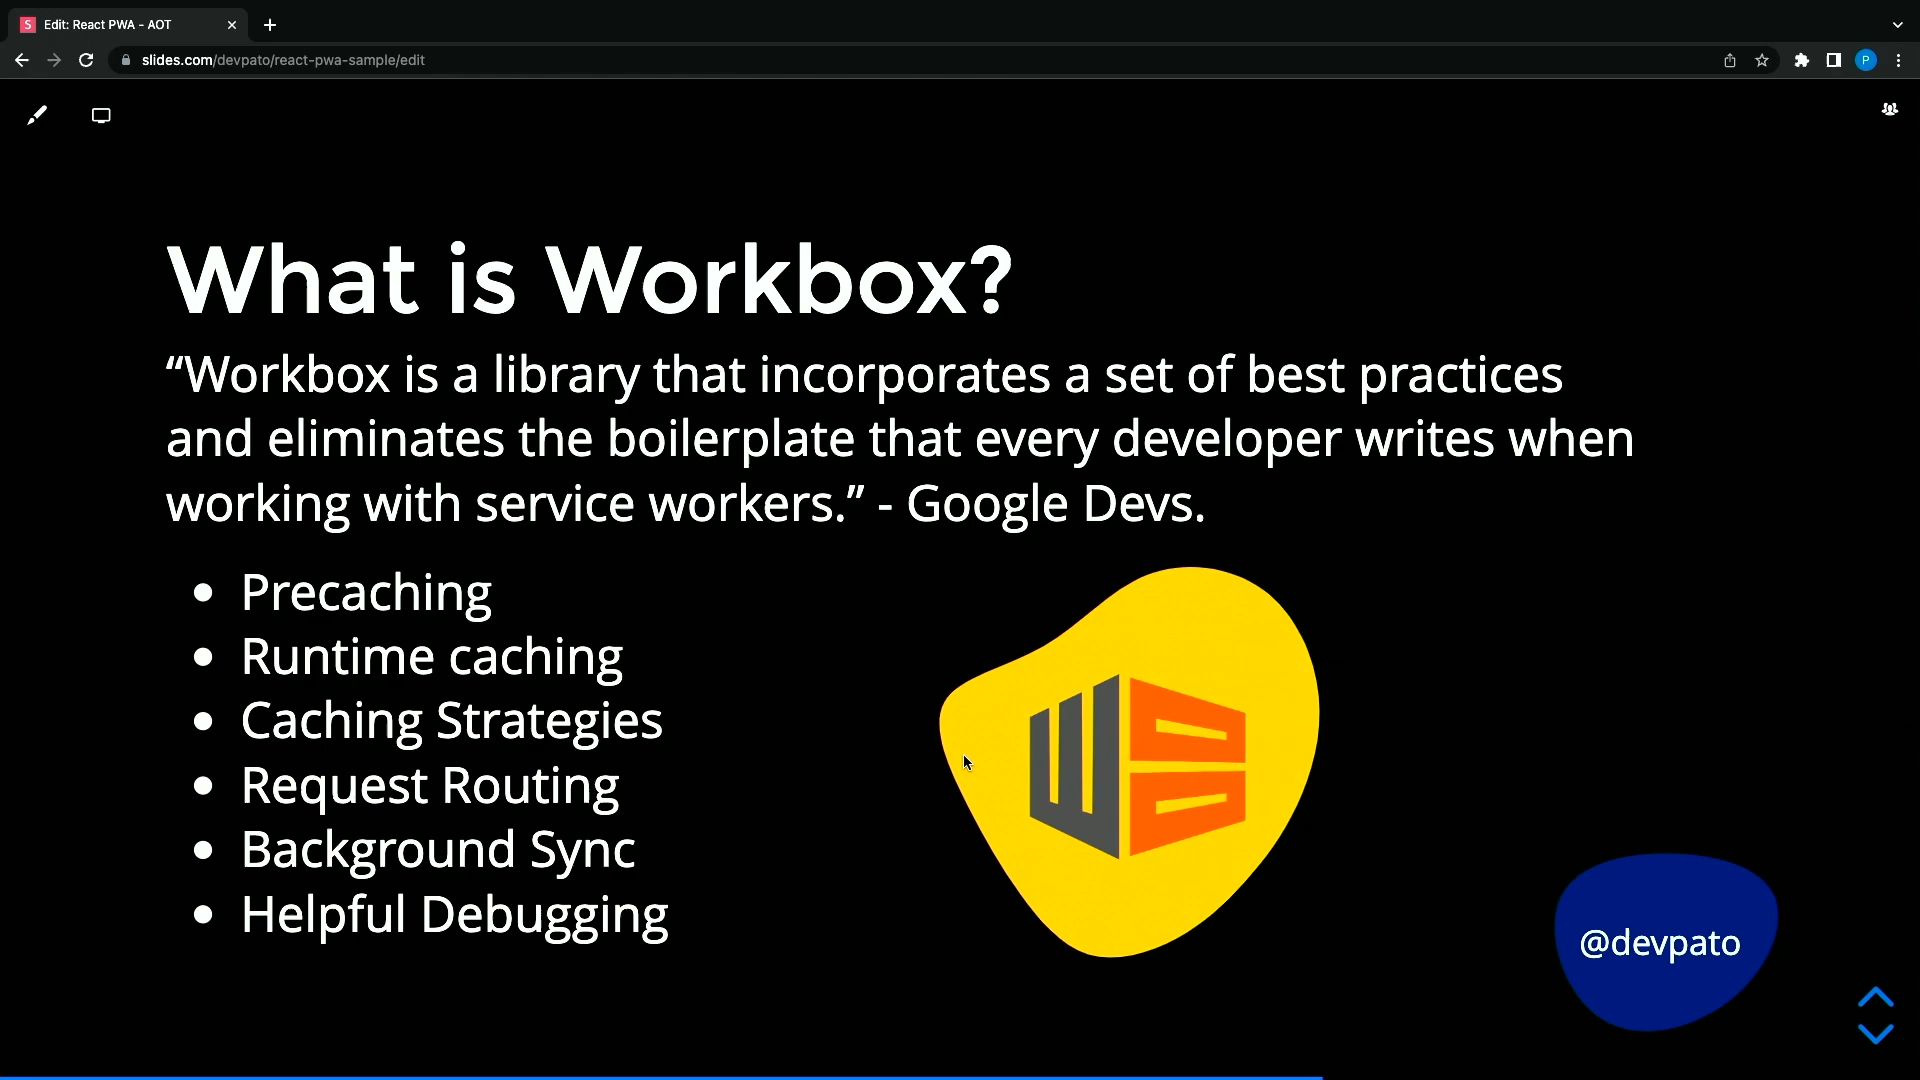 Edit: React PWA - AOT
slides.com/devpato/react-pwa-sample/edit
P
What is Workbox?
“Workbox is a library that incorporates a set of best practices
and eliminates the boilerplate that every developer writes when
working with service workers.” - Google Devs.
Precaching
Runtime caching
Caching Strategies
Request Routing
Background Sync
Helpful Debugging
@devpato